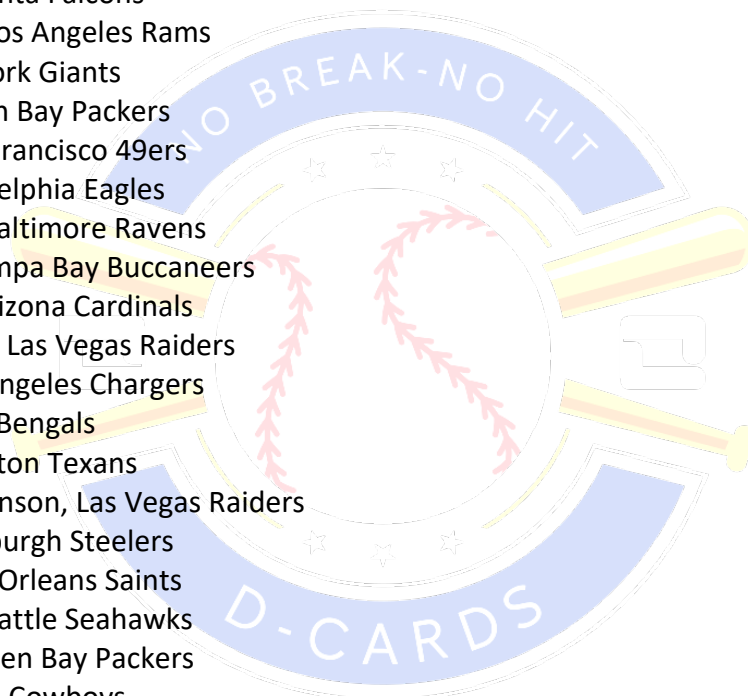 Falcons
os Angeles Rams
ork Giants
Bay Packers
rancisco 49ers
elphia Eagles
altimore Ravens
mpa Bay Buccaneers
izona Cardinals
Las Vegas Raiders
ngeles Chargers
Bengals
ton Texans
nson, Las Vegas Raiders
burgh Steelers
Orleans Saints
attle Seahawks
en Bay Packers
Cowboys
NO BREAK-NO HIT
D-CARDS